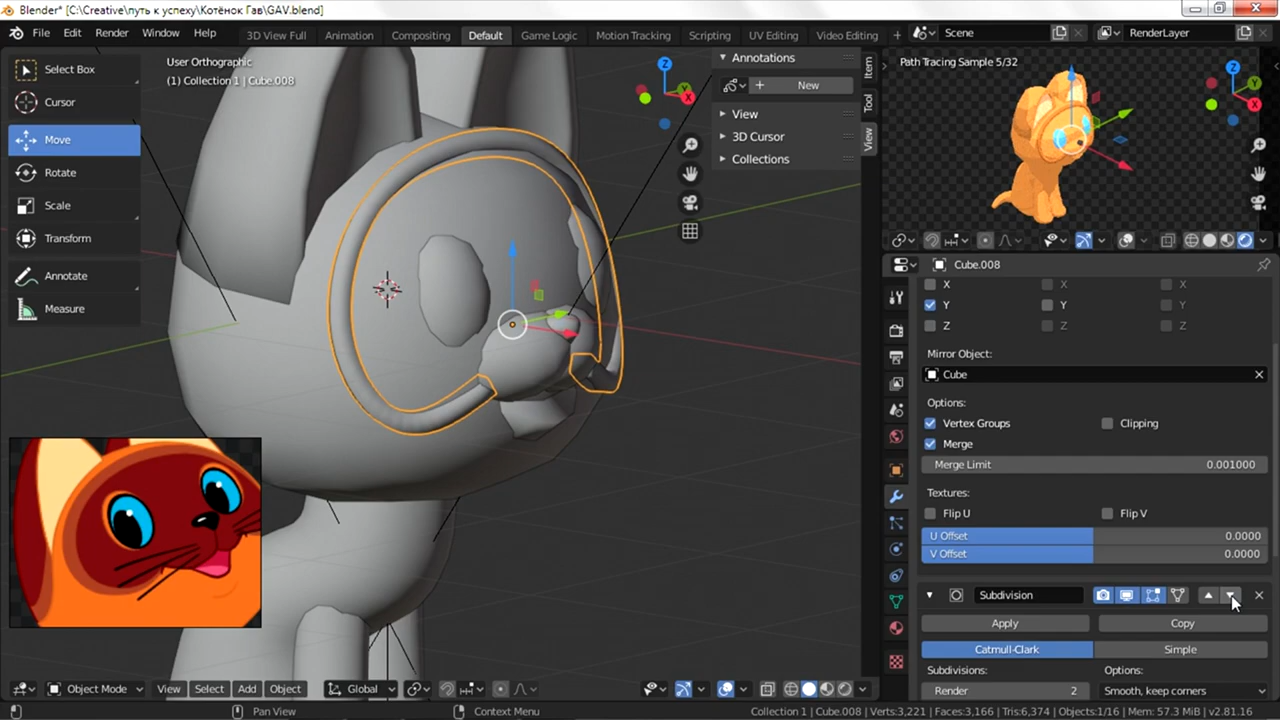 Blender* [C:\Creative\путь к успеху\Котёнок Гав\GAV.blend]
File Edit Render Window Help
3D View Full Animation Compositing Default Game Logic Motion Tracking Scripting UV Editing Video Editing
Scene
RenderLayer
Select Box
Cursor
Move
Rotate
Scale
Transform
Annotate
Measure
User Orthographic
(1) Collection 1 | Cube.008
Z
Y
X
Annotations
New
View
3D Cursor
Collections
Item
Tool
View
Path Tracing Sample 5/32
Z
Y
X
Cube.008
X X X
Y Y Y
Z Z Z
Mirror Object:
Cube
Options:
Vertex Groups Clipping
Merge
Merge Limit 0.001000
Textures:
Flip U Flip V
U Offset 0.0000
V Offset 0.0000
Subdivision
Apply Copy
Catmull-Clark Simple
Subdivisions: Options:
Render 2 Smooth, keep corners
Object Mode View Select Add Object Global
Pan View Context Menu
Collection 1 | Cube.008 | Verts:3,221 | Faces:3,166 | Tris:6,374 | Objects:1/16 | Mem: 57.3 MiB | v2.81.16